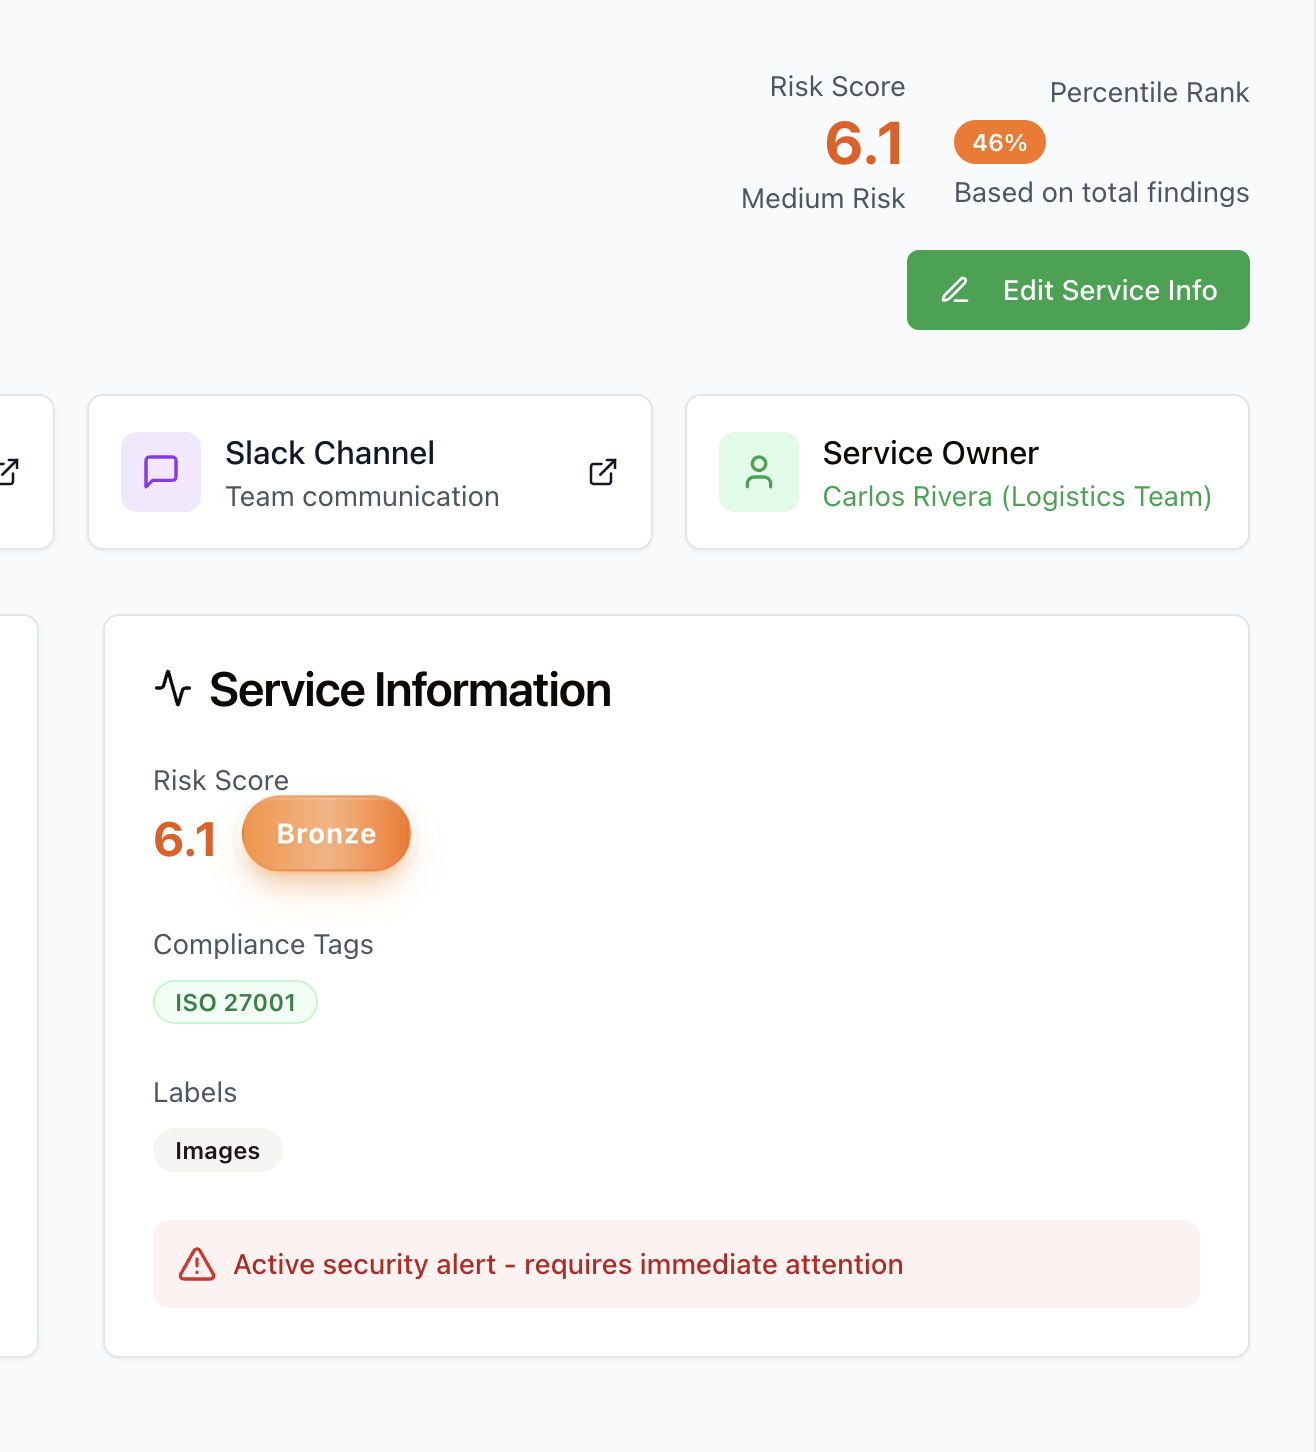 Risk Score
6.1
Medium Risk
Percentile Rank
46%
Based on total findings
Edit Service Info
Slack Channel
Team communication
Service Owner
Carlos Rivera (Logistics Team)
Service Information
Risk Score
6.1
Bronze
Compliance Tags
ISO 27001
Labels
Images
Active security alert - requires immediate attention